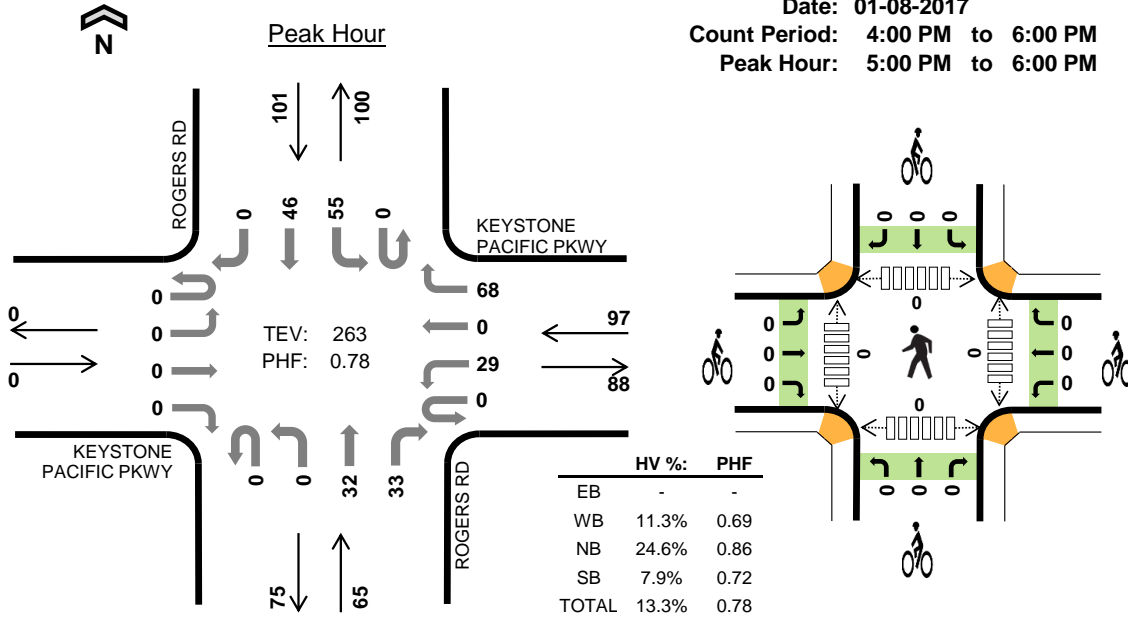 Date: 01-08-2017
Count Period: 4:00 PM to 6:00 PM
Peak Hour: 5:00 PM to 6:00 PM
N
Peak Hour
101
100
ROGERS RD
0 46 55 0
KEYSTONE
PACIFIC PKWY
0
0
0
0
68
0
29
0
TEV: 263
PHF: 0.78
0
0
97
88
KEYSTONE
PACIFIC PKWY
0 0 32 33
ROGERS RD
75
65
HV %: PHF
EB - -
WB 11.3% 0.69
NB 24.6% 0.86
SB 7.9% 0.72
TOTAL 13.3% 0.78
0 0 0
0
0
0
0
0
0
0
0
0
0
0
0 0 0